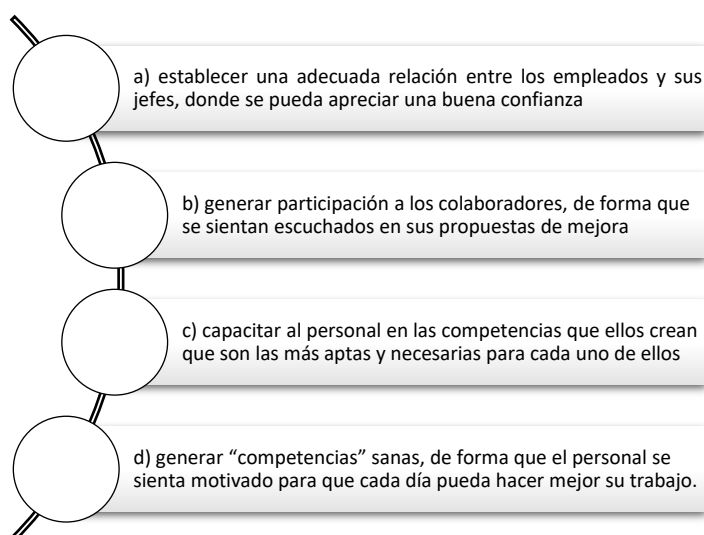 a) establecer una adecuada relación entre los empleados y sus
jefes, donde se pueda apreciar una buena confianza
b) generar participación a los colaboradores, de forma que
se sientan escuchados en sus propuestas de mejora
c) capacitar al personal en las competencias que ellos crean
que son las más aptas y necesarias para cada uno de ellos
d) generar “competencias” sanas, de forma que el personal se
sienta motivado para que cada día pueda hacer mejor su trabajo.